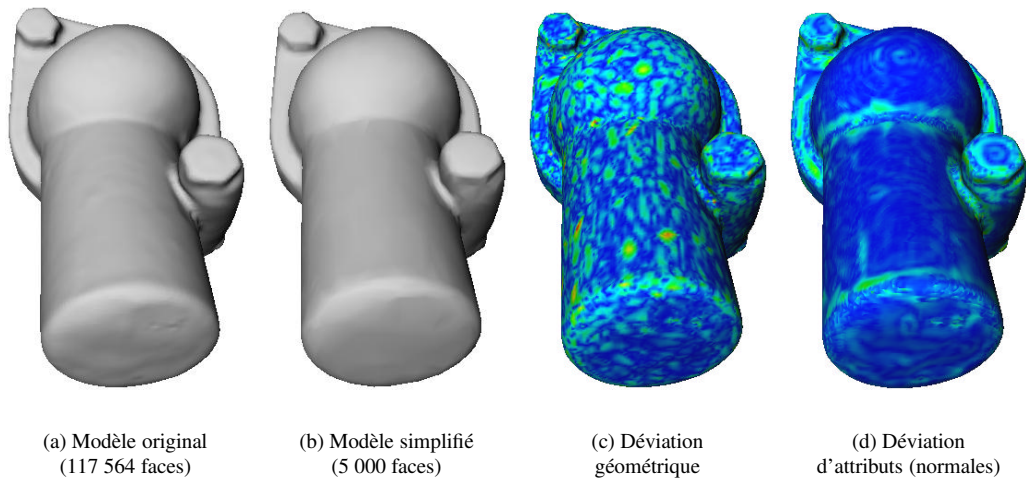 (a) Modèle original
(117 564 faces)
(b) Modèle simplifié
(5 000 faces)
(c) Déviation
géométrique
(d) Déviation
d'attributs (normales)